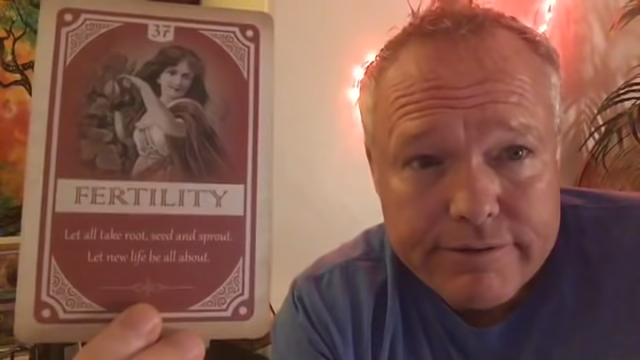 37
FERTILITY
Let all take root, seed and sprout.
Let new life be all about.